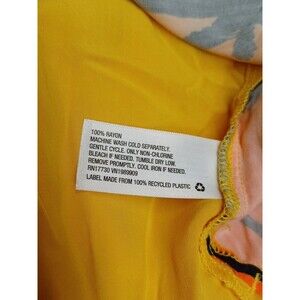 100% RAYON
MACHINE WASH COLD SEPARATELY.
GENTLE CYCLE. ONLY NON-CHLORINE
BLEACH IF NEEDED. TUMBLE DRY LOW.
REMOVE PROMPTLY. COOL IRON IF NEEDED.
RN17730 VN1989909
LABEL MADE FROM 100% RECYCLED PLASTIC